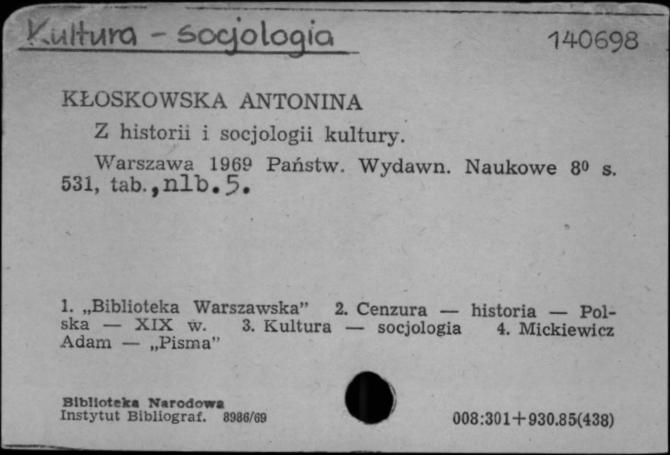 Kultura - socjologia
140698
KŁOSKOWSKA ANTONINA
Z historii i socjologii kultury.
Warszawa 1969 Państw. Wydawn. Naukowe 8⁰ s.
531, tab., nlb. 5.
1. „Biblioteka Warszawska” 2. Cenzura — historia — Pol-
ska — XIX w. 3. Kultura — socjologia 4. Mickiewicz
Adam — „Pisma”
Biblioteka Narodowa
Instytut Bibliograf. 8986/69
008:301+930.85(438)